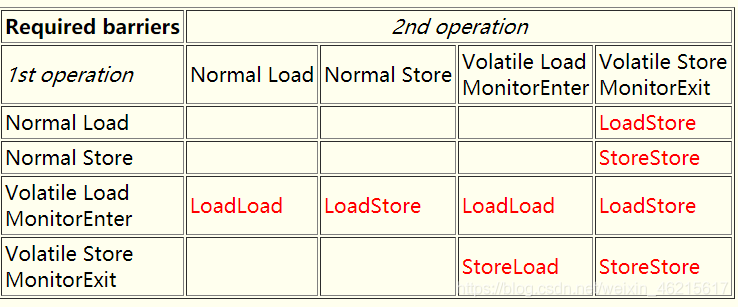 Required barriers 2nd operation
1st operation Normal Load Normal Store Volatile Load MonitorEnter Volatile Store MonitorExit
Normal Load LoadStore
Normal Store StoreStore
Volatile Load MonitorEnter LoadLoad LoadStore LoadLoad LoadStore
Volatile Store MonitorExit StoreLoad StoreStore
https://blog.csdn.net/weixin_46215617